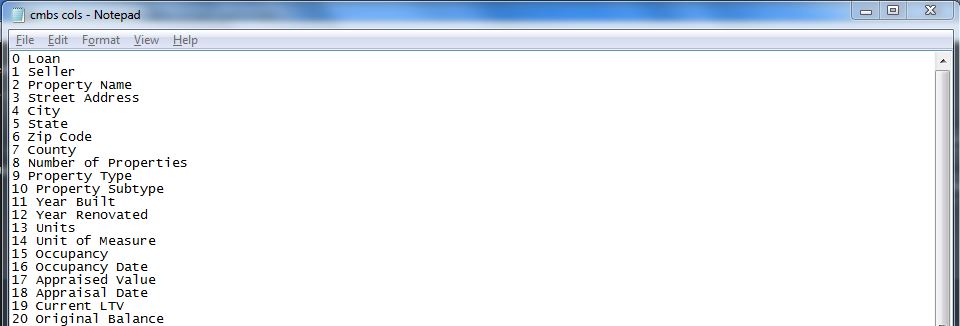 cmbs cols - Notepad
File Edit Format View Help
0 Loan
1 Seller
2 Property Name
3 Street Address
4 City
5 State
6 Zip Code
7 County
8 Number of Properties
9 Property Type
10 Property Subtype
11 Year Built
12 Year Renovated
13 Units
14 Unit of Measure
15 Occupancy
16 Occupancy Date
17 Appraised Value
18 Appraisal Date
19 Current LTV
20 Original Balance